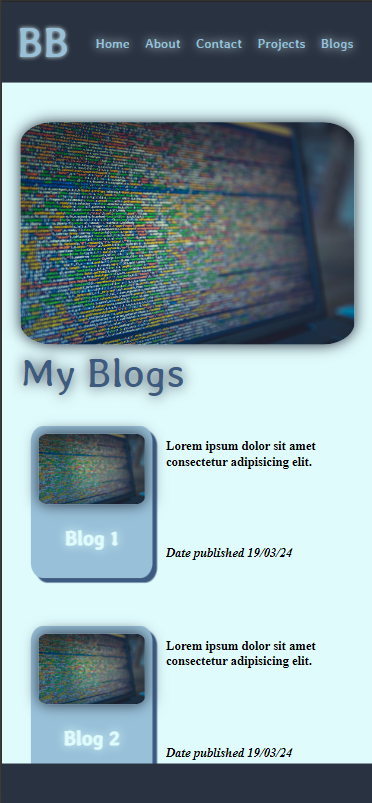 BB
Home About Contact Projects Blogs
My Blogs
Lorem ipsum dolor sit amet
consectetur adipisicing elit.
Blog 1
Date published 19/03/24
Lorem ipsum dolor sit amet
consectetur adipisicing elit.
Blog 2
Date published 19/03/24